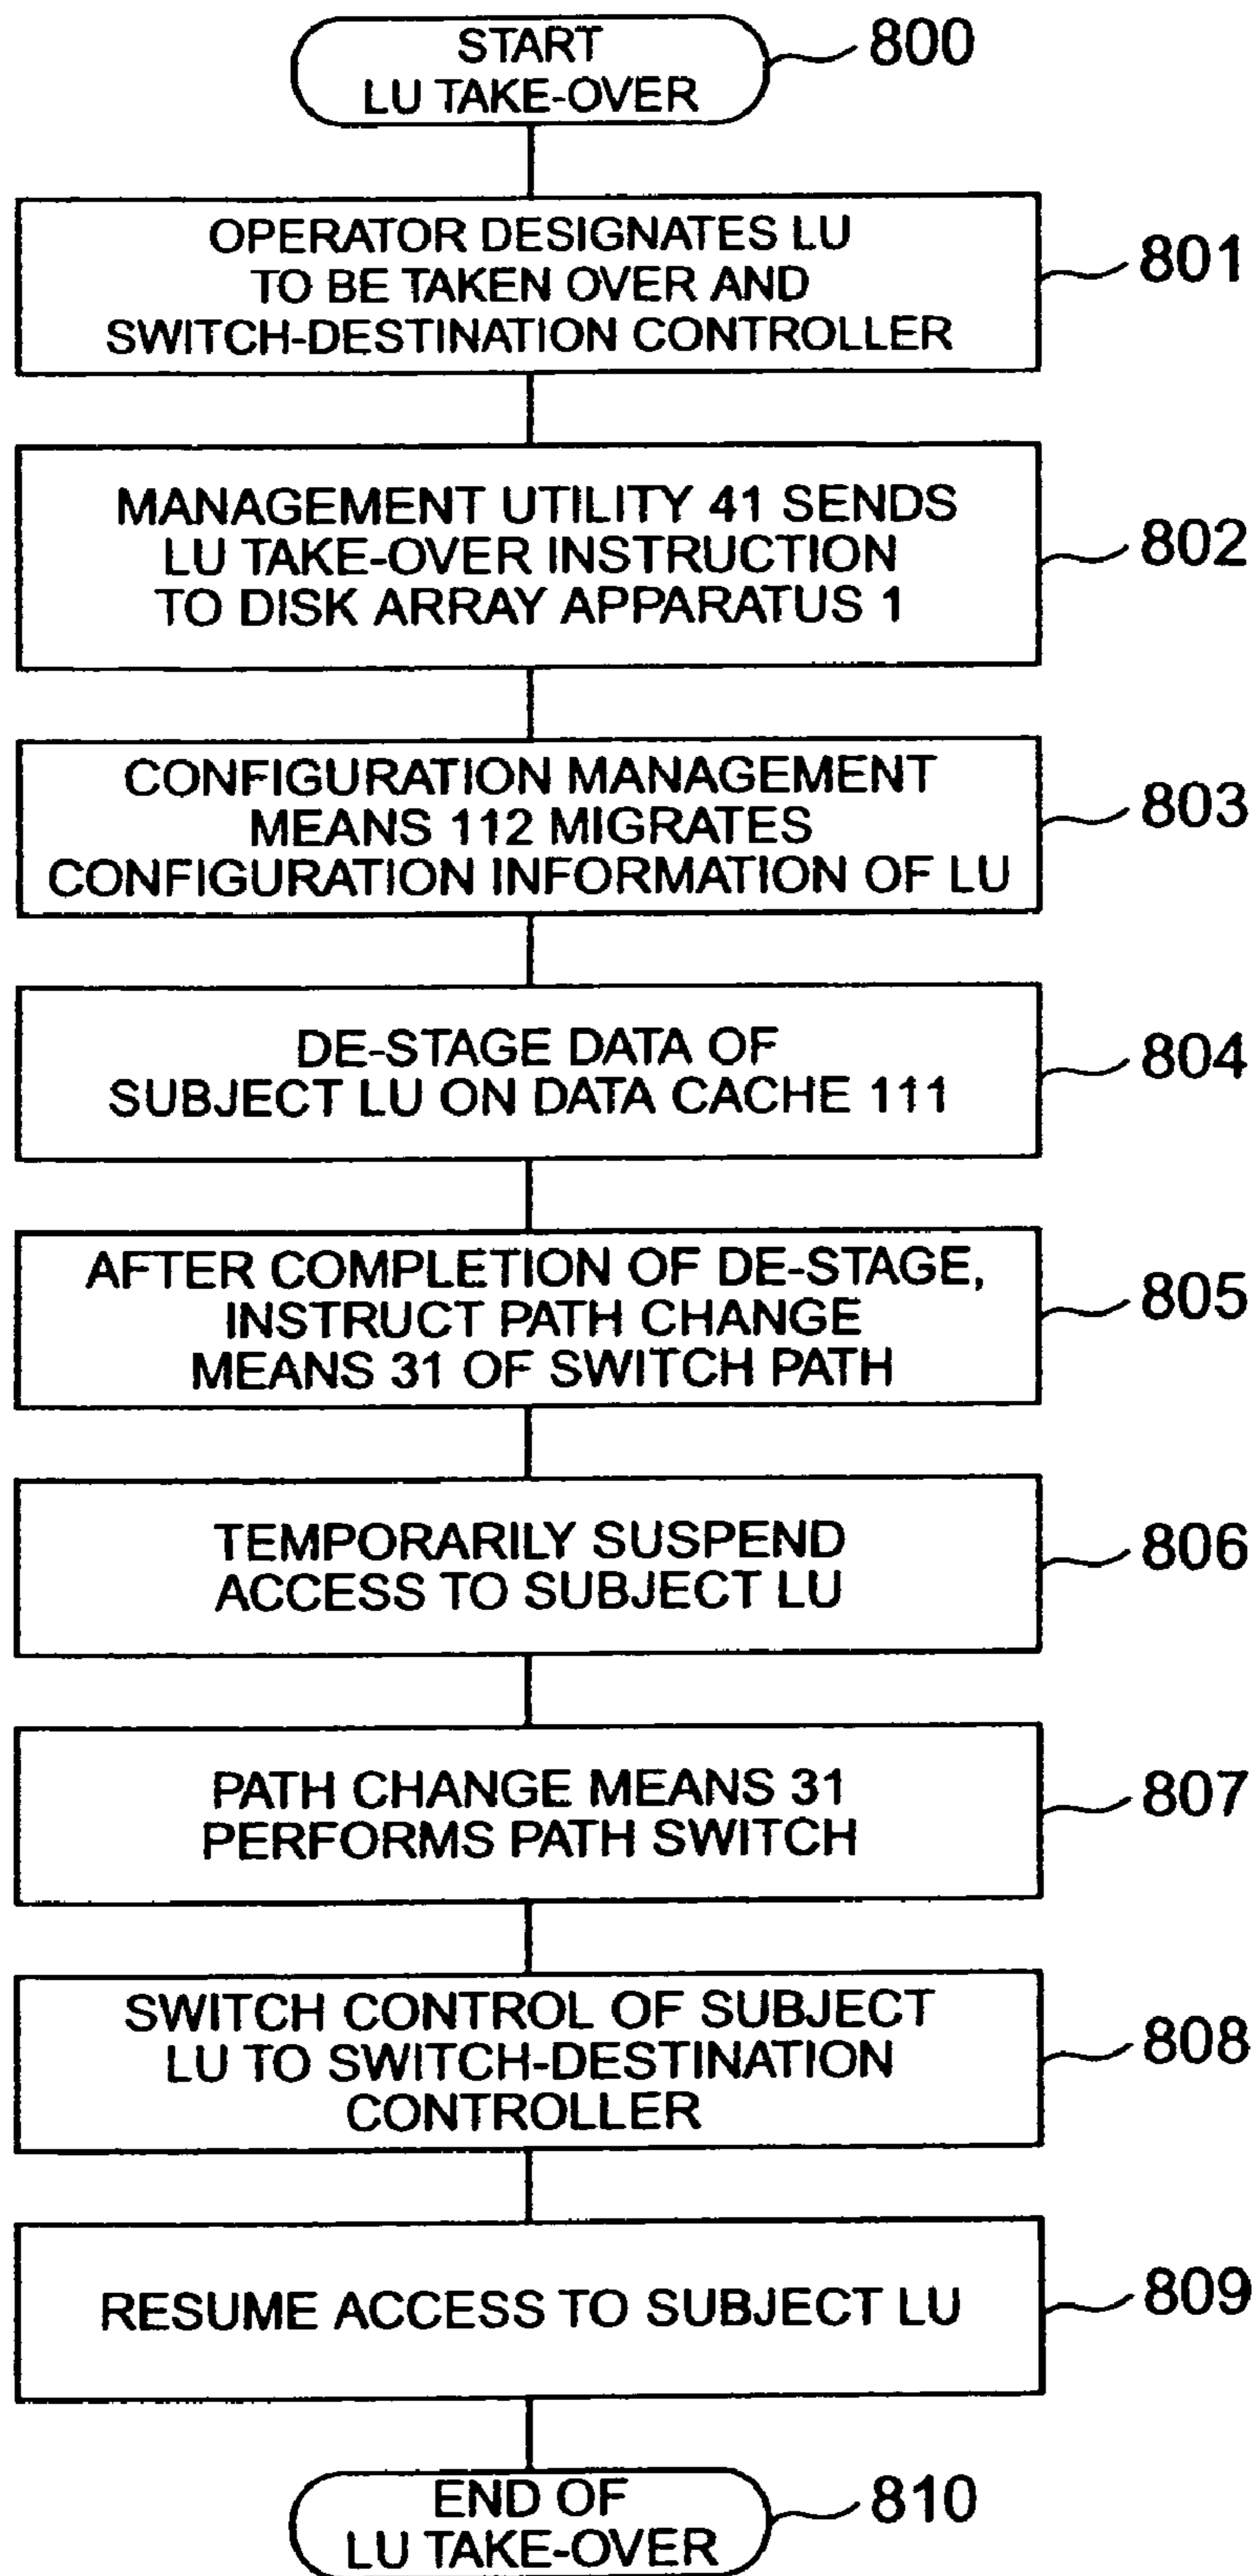 START
LU TAKE-OVER
800
OPERATOR DESIGNATES LU
TO BE TAKEN OVER AND
SWITCH-DESTINATION CONTROLLER
801
MANAGEMENT UTILITY 41 SENDS
LU TAKE-OVER INSTRUCTION
TO DISK ARRAY APPARATUS 1
802
CONFIGURATION MANAGEMENT
MEANS 112 MIGRATES
CONFIGURATION INFORMATION OF LU
803
DE-STAGE DATA OF
SUBJECT LU ON DATA CACHE 111
804
AFTER COMPLETION OF DE-STAGE,
INSTRUCT PATH CHANGE
MEANS 31 OF SWITCH PATH
805
TEMPORARILY SUSPEND
ACCESS TO SUBJECT LU
806
PATH CHANGE MEANS 31
PERFORMS PATH SWITCH
807
SWITCH CONTROL OF SUBJECT
LU TO SWITCH-DESTINATION
CONTROLLER
808
RESUME ACCESS TO SUBJECT LU
809
END OF
LU TAKE-OVER
810